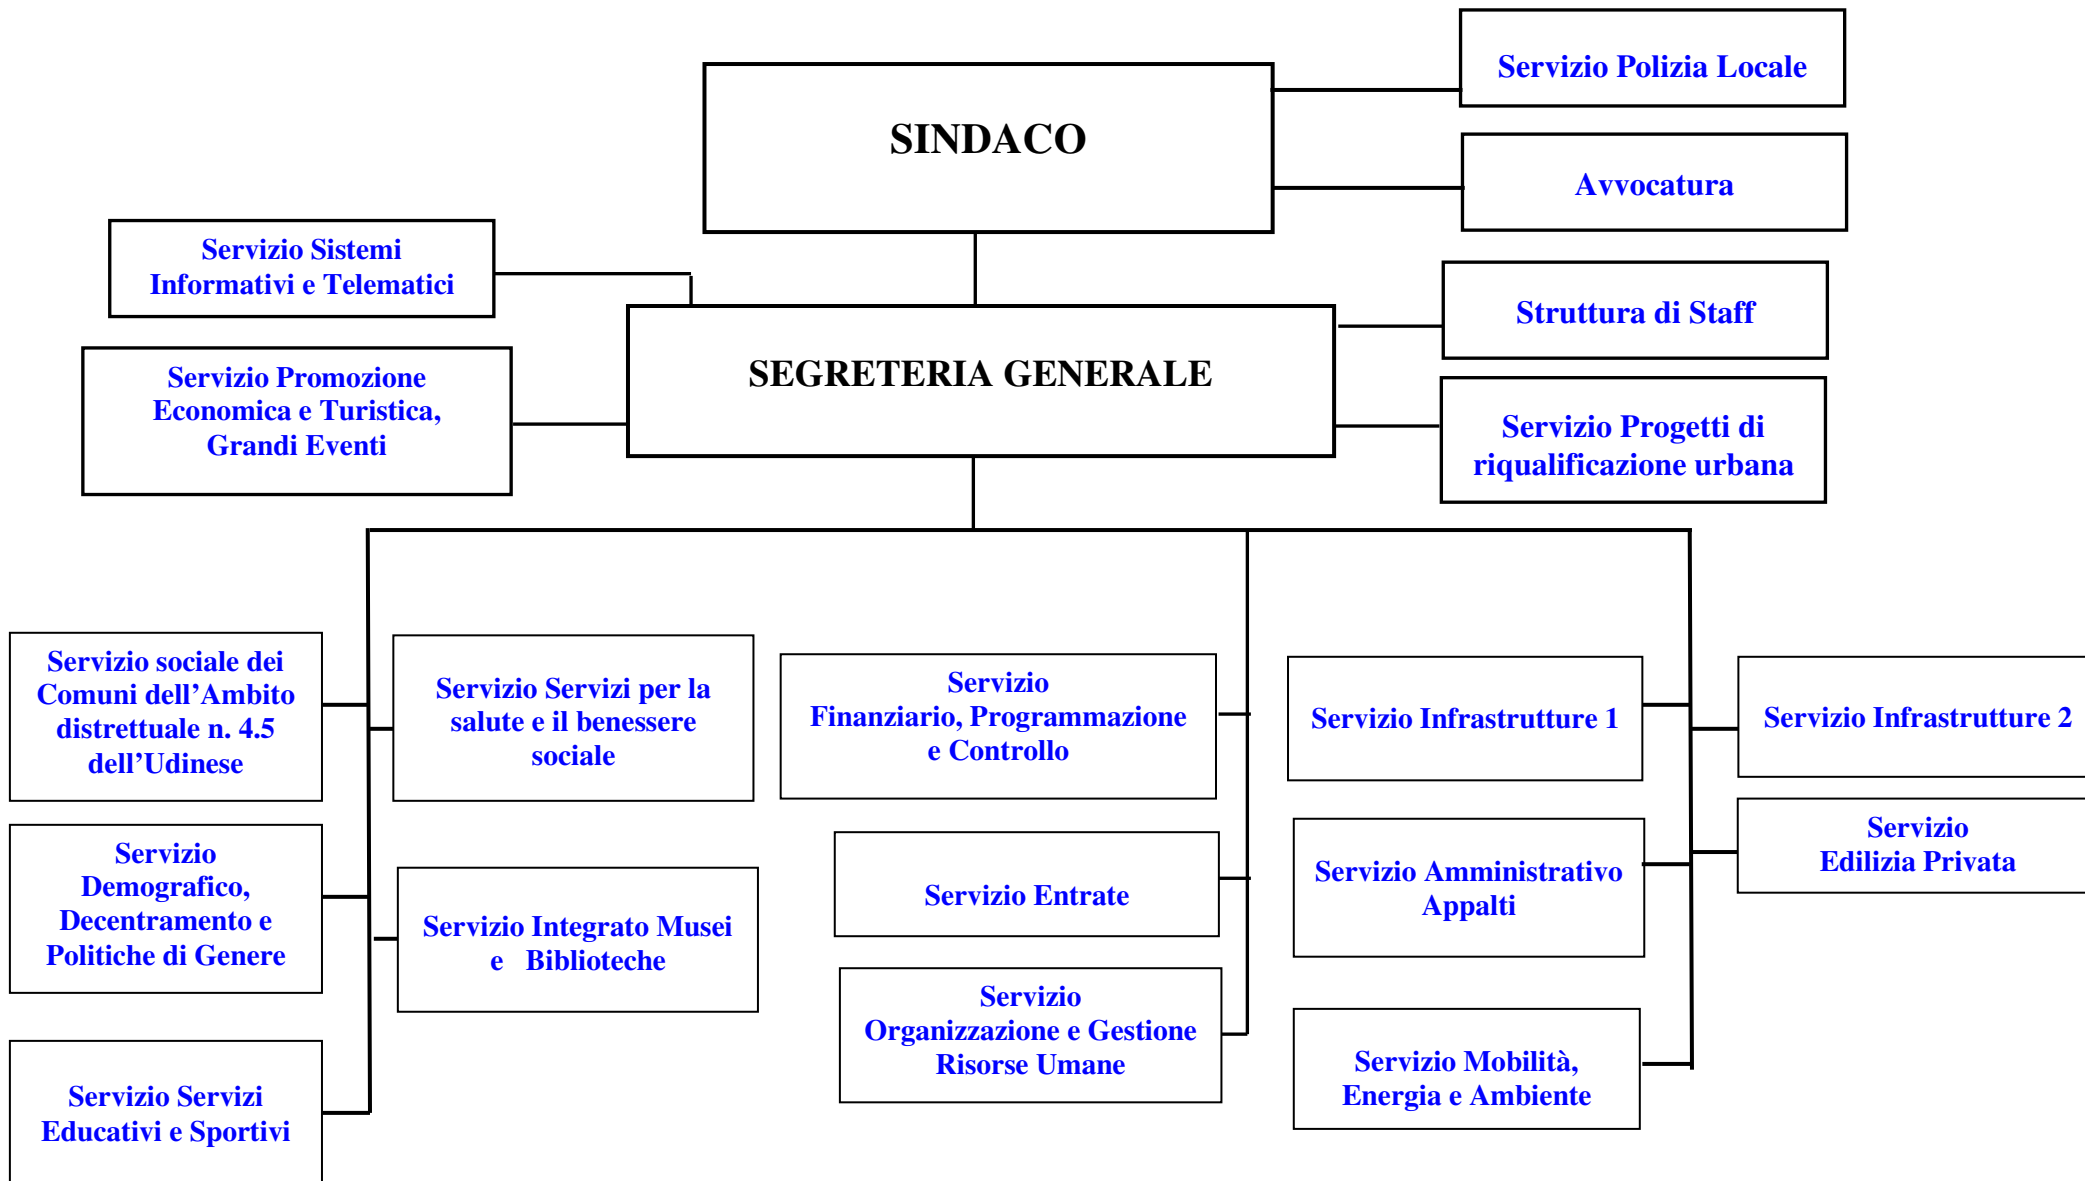 Servizio Polizia Locale
SINDACO
Avvocatura
Servizio Sistemi
Informativi e Telematici
Struttura di Staff
Servizio Promozione
Economica e Turistica,
Grandi Eventi
SEGRETERIA GENERALE
Servizio Progetti di
riqualificazione urbana
Servizio sociale dei
Comuni dell’Ambito
distrettuale n. 4.5
dell’Udinese
Servizio Servizi per la
salute e il benessere
sociale
Servizio
Finanziario, Programmazione
e Controllo
Servizio Infrastrutture 1
Servizio Infrastrutture 2
Servizio
Demografico,
Decentramento e
Politiche di Genere
Servizio Integrato Musei
e Biblioteche
Servizio Entrate
Servizio Amministrativo
Appalti
Servizio
Edilizia Privata
Servizio Servizi
Educativi e Sportivi
Servizio
Organizzazione e Gestione
Risorse Umane
Servizio Mobilità,
Energia e Ambiente